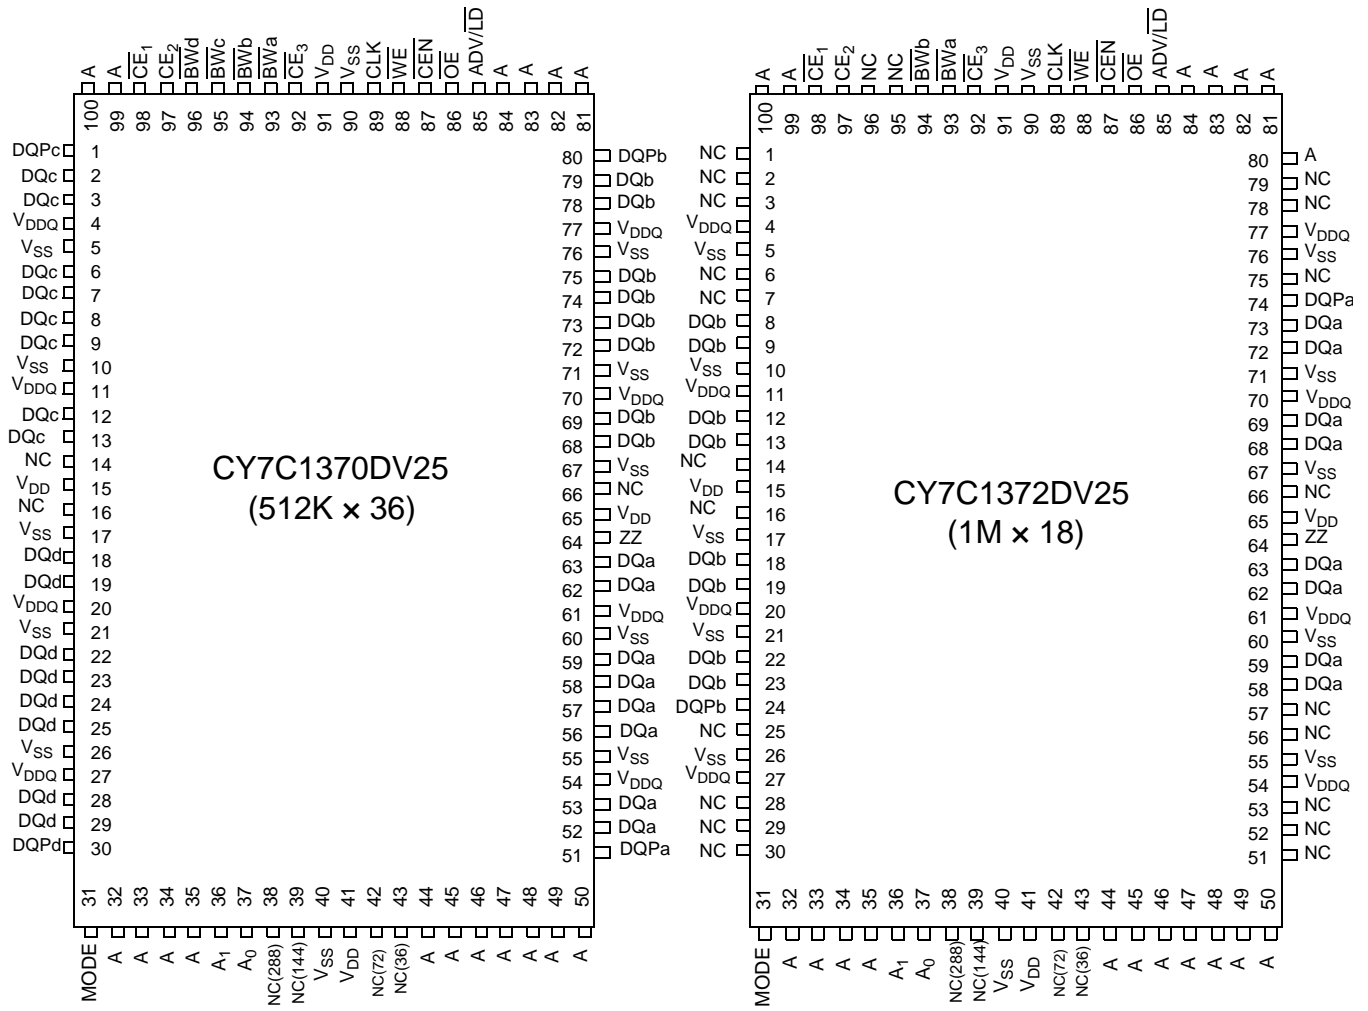 A A CE1 CE2 BWd BWc BWb BWa CE3 VDD VSS CLK WE CEN OE ADV/LD A A A A
100 99 98 97 96 95 94 93 92 91 90 89 88 87 86 85 84 83 82 81
DQPc 1 80 DQPb
DQc 2 79 DQb
DQc 3 78 DQb
VDDQ 4 77 VDDQ
VSS 5 76 VSS
DQc 6 75 DQb
DQc 7 74 DQb
DQc 8 73 DQb
DQc 9 72 DQb
VSS 10 71 VSS
VDDQ 11 70 VDDQ
DQc 12 69 DQb
DQc 13 68 DQb
NC 14 67 VSS
VDD 15 66 NC
NC 16 65 VDD
VSS 17 64 ZZ
DQd 18 63 DQa
DQd 19 62 DQa
VDDQ 20 61 VDDQ
VSS 21 60 VSS
DQd 22 59 DQa
DQd 23 58 DQa
DQd 24 57 DQa
DQd 25 56 DQa
VSS 26 55 VSS
VDDQ 27 54 VDDQ
DQd 28 53 DQa
DQd 29 52 DQa
DQPd 30 51 DQPa
CY7C1370DV25
(512K × 36)
31 32 33 34 35 36 37 38 39 40 41 42 43 44 45 46 47 48 49 50
MODE A A A A A1 A0 NC(288) NC(144) VSS VDD NC(72) NC(36) A A A A A A A
A A CE1 CE2 NC NC BWb BWa CE3 VDD VSS CLK WE CEN OE ADV/LD A A A A
100 99 98 97 96 95 94 93 92 91 90 89 88 87 86 85 84 83 82 81
NC 1 80 A
NC 2 79 NC
NC 3 78 NC
VDDQ 4 77 VDDQ
VSS 5 76 VSS
NC 6 75 NC
NC 7 74 DQPa
DQb 8 73 DQa
DQb 9 72 DQa
VSS 10 71 VSS
VDDQ 11 70 VDDQ
DQb 12 69 DQa
DQb 13 68 DQa
NC 14 67 VSS
VDD 15 66 NC
NC 16 65 VDD
VSS 17 64 ZZ
DQb 18 63 DQa
DQb 19 62 DQa
VDDQ 20 61 VDDQ
VSS 21 60 VSS
DQb 22 59 DQa
DQb 23 58 DQa
DQPb 24 57 NC
NC 25 56 NC
VSS 26 55 VSS
VDDQ 27 54 VDDQ
NC 28 53 NC
NC 29 52 NC
NC 30 51 NC
CY7C1372DV25
(1M × 18)
31 32 33 34 35 36 37 38 39 40 41 42 43 44 45 46 47 48 49 50
MODE A A A A A1 A0 NC(288) NC(144) VSS VDD NC(72) NC(36) A A A A A A A